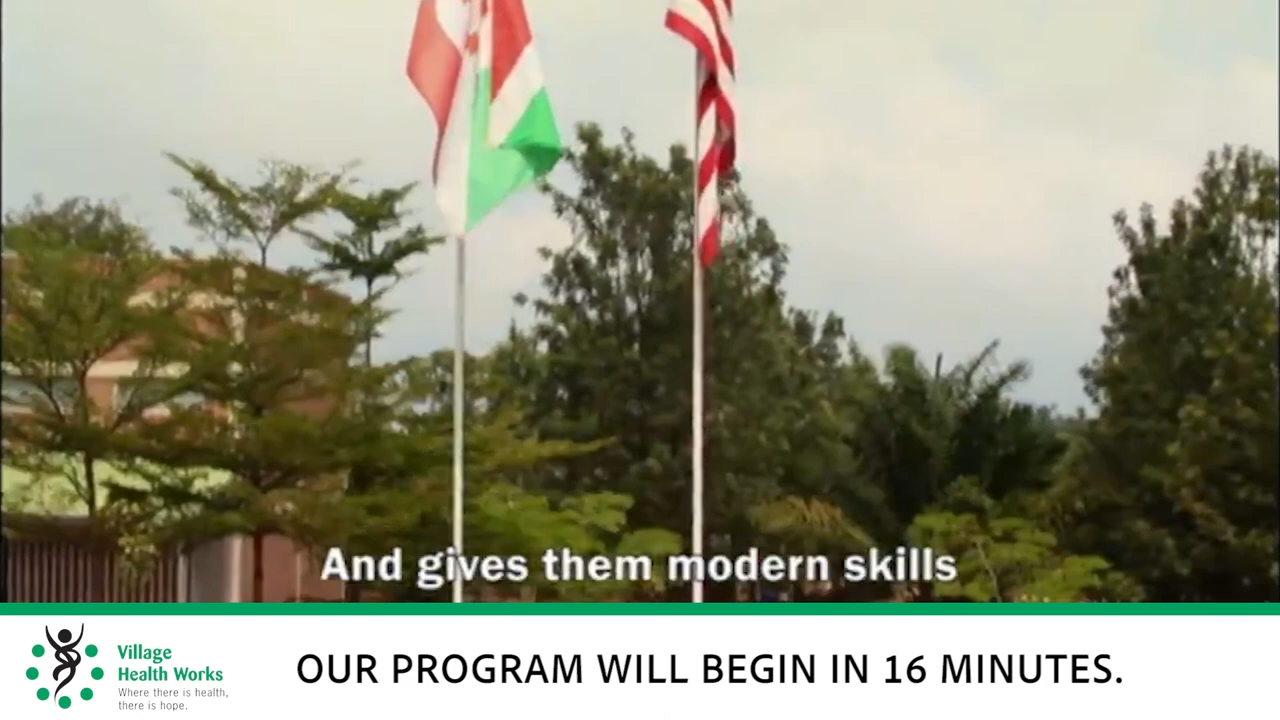 And gives them modern skills
Village
Health Works
Where there is health,
there is hope.
OUR PROGRAM WILL BEGIN IN 16 MINUTES.